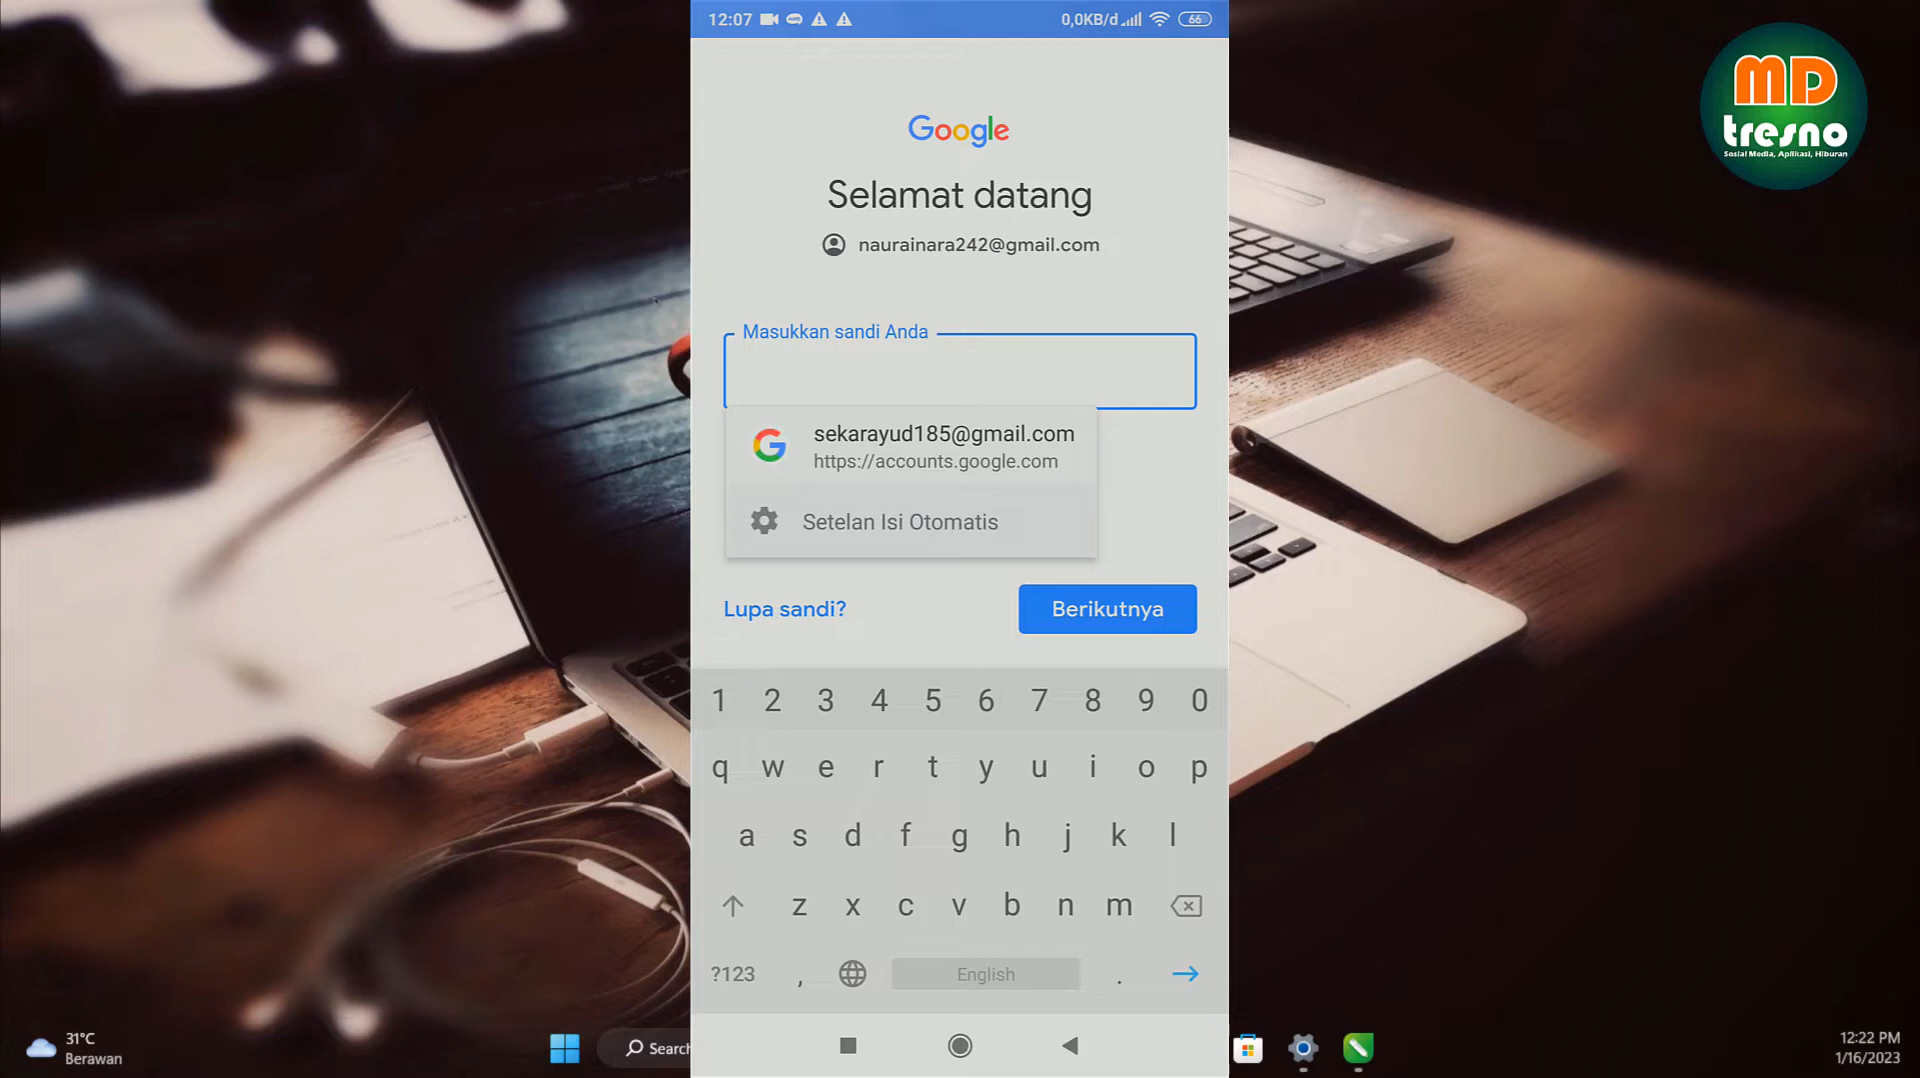 12:07
0,0KB/d
66
MD
tresno
Sosial Media, Aplikasi, Hiburan
Google
Selamat datang
naurainara242@gmail.com
Masukkan sandi Anda
sekarayud185@gmail.com
https://accounts.google.com
Setelan Isi Otomatis
Lupa sandi?
Berikutnya
1 2 3 4 5 6 7 8 9 0
q w e r t y u i o p
a s d f g h j k l
z x c v b n m
?123 , English .
31°C
Berawan
Search
12:22 PM
1/16/2023